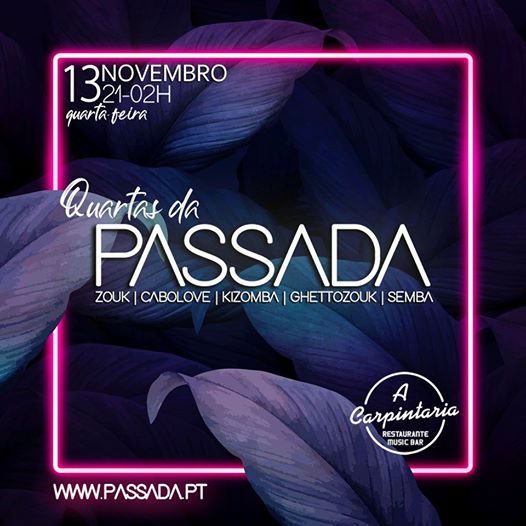 13 NOVEMBRO
21-02H
quarta feira
Quartas da
PASSADA
ZOUK | CABOLOVE | KIZOMBA | GHETTOZOUK | SEMBA
A
Carpintaria
RESTAURANTE
MUSIC BAR
WWW.PASSADA.PT